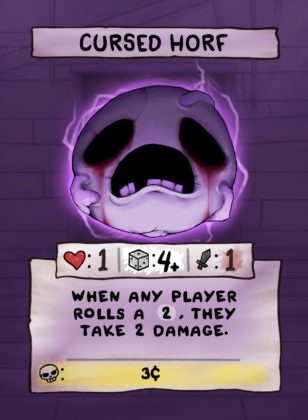 CURSED HORF
:1 :4+ :1
WHEN ANY PLAYER
ROLLS A 2, THEY
TAKE 2 DAMAGE.
: 3¢